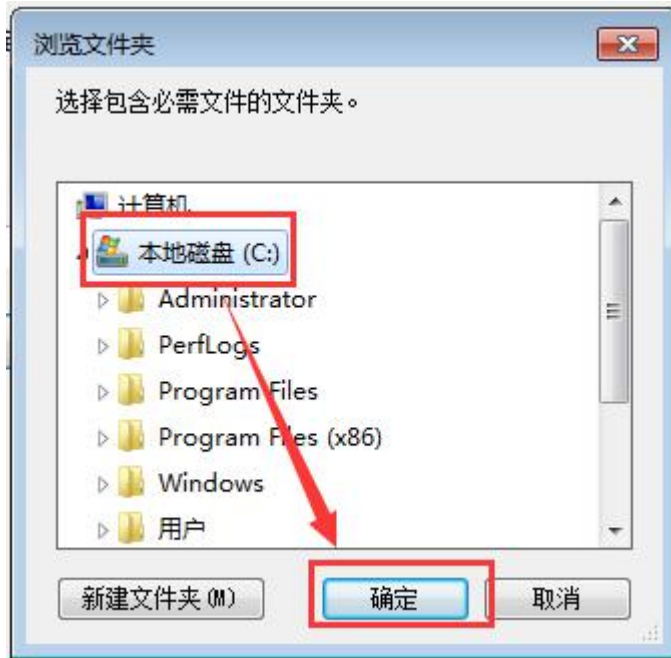 浏览文件夹
选择包含必需文件的文件夹。
计算机
本地磁盘 (C:)
Administrator
PerfLogs
Program Files
Program Files (x86)
Windows
用户
新建文件夹(M)
确定
取消